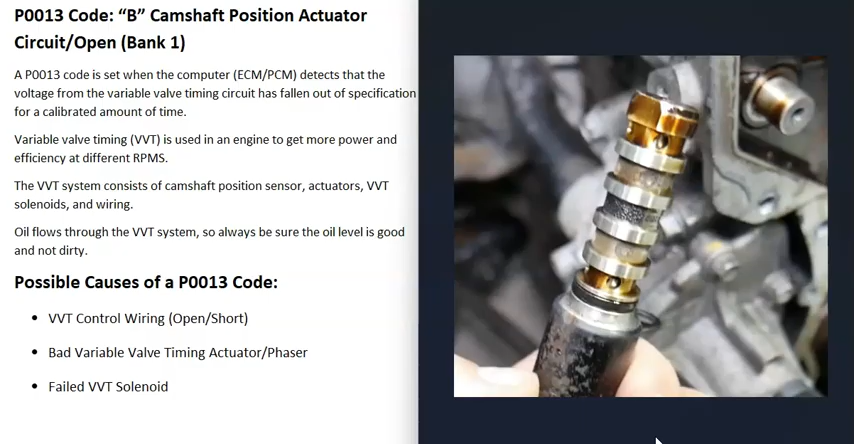 P0013 Code: “B” Camshaft Position Actuator
Circuit/Open (Bank 1)
A P0013 code is set when the computer (ECM/PCM) detects that the
voltage from the variable valve timing circuit has fallen out of specification
for a calibrated amount of time.
Variable valve timing (VVT) is used in an engine to get more power and
efficiency at different RPMS.
The VVT system consists of camshaft position sensor, actuators, VVT
solenoids, and wiring.
Oil flows through the VVT system, so always be sure the oil level is good
and not dirty.
Possible Causes of a P0013 Code:
• VVT Control Wiring (Open/Short)
• Bad Variable Valve Timing Actuator/Phaser
• Failed VVT Solenoid